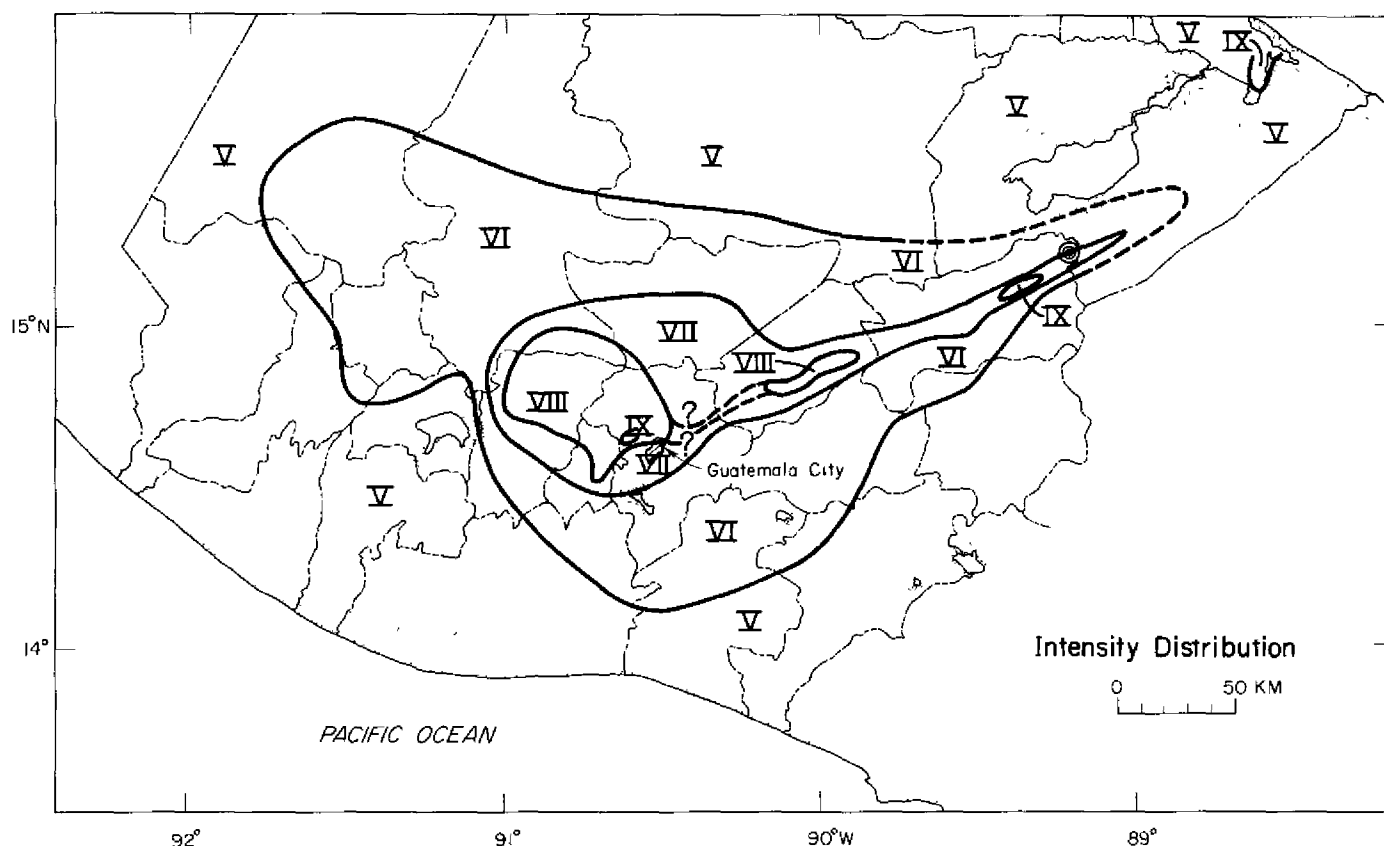 V
IX
V
V
V
V
VI
VI
15°N
VII
IX
VIII
VI
VIII
?
IX
?
VII
Guatemala City
V
VI
V
14°
Intensity Distribution
0 50 KM
PACIFIC OCEAN
92° 91° 90°W 89°